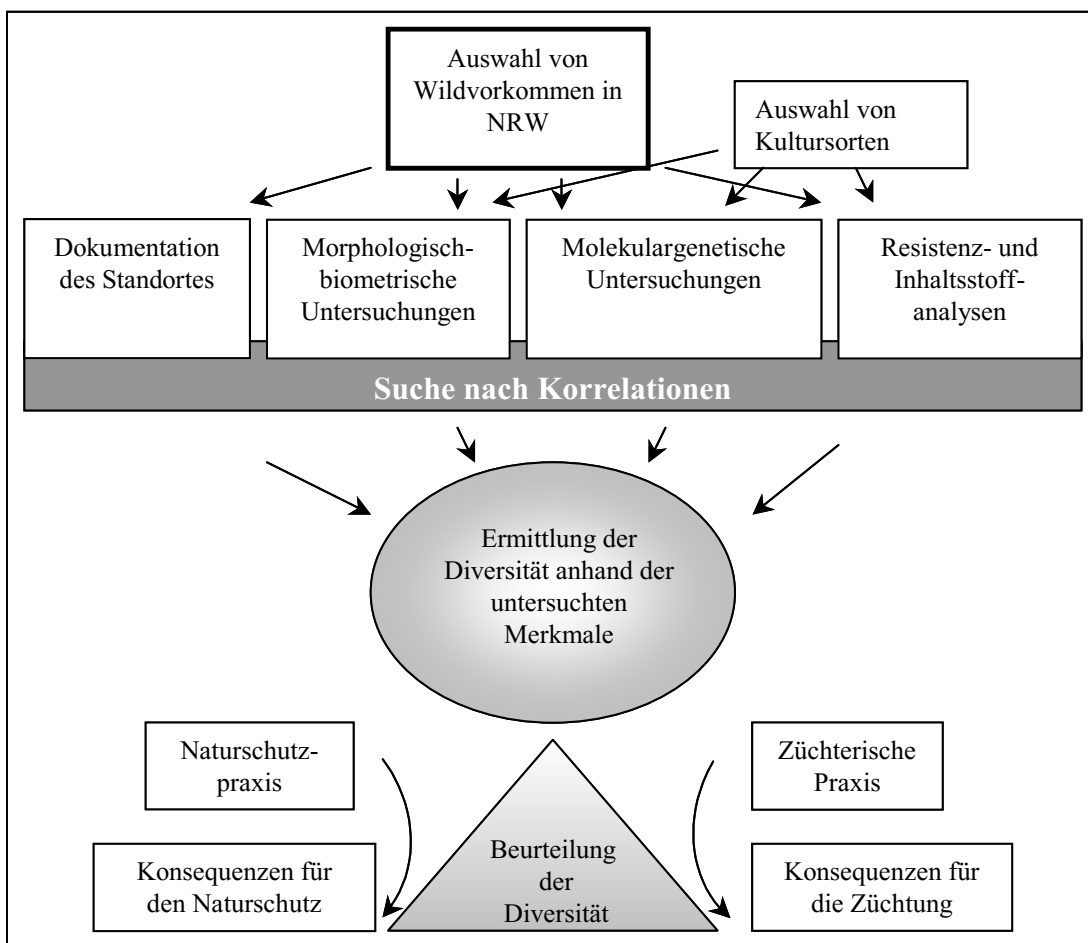 Auswahl von
Wildvorkommen in
NRW
Auswahl von
Kultursorten
Dokumentation
des Standortes
Morphologisch-
biometrische
Untersuchungen
Molekulargenetische
Untersuchungen
Resistenz- und
Inhaltsstoff-
analysen
Suche nach Korrelationen
Ermittlung der
Diversität anhand der
untersuchten
Merkmale
Naturschutz-
praxis
Züchterische
Praxis
Konsequenzen für
den Naturschutz
Beurteilung
der
Diversität
Konsequenzen für
die Züchtung